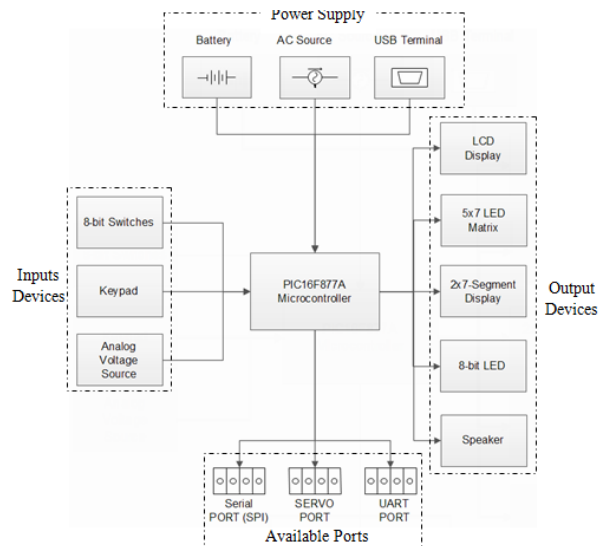 Power Supply
Battery
AC Source
USB Terminal
LCD
Display
5x7 LED
Matrix
2x7-Segment
Display
8-bit LED
Speaker
Output
Devices
8-bit Switches
Keypad
Analog
Voltage
Source
Inputs
Devices
PIC16F877A
Microcontroller
Serial
PORT (SPI)
SERVO
PORT
UART
PORT
Available Ports